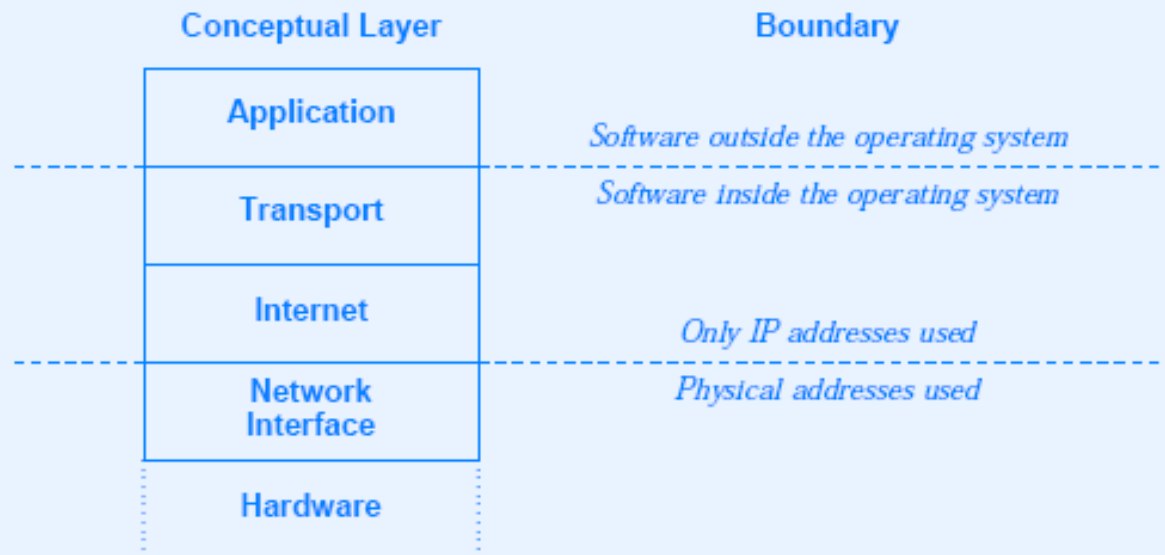 Conceptual Layer
Boundary
Application
Software outside the operating system
Software inside the operating system
Transport
Internet
Only IP addresses used
Physical addresses used
Network
Interface
Hardware